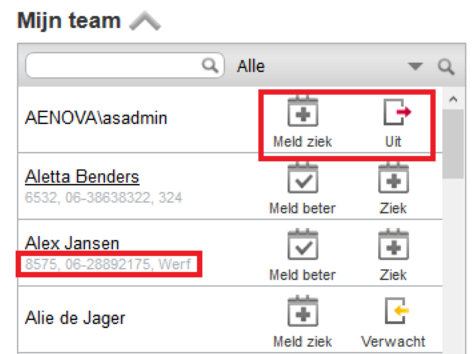 Mijn team
Alle
AENOVA\asadmin
Meld ziek
Uit
Aletta Benders
6532, 06-38638322, 324
Meld beter
Ziek
Alex Jansen
8575, 06-28892175, Werf
Meld beter
Ziek
Alie de Jager
Meld ziek
Verwacht